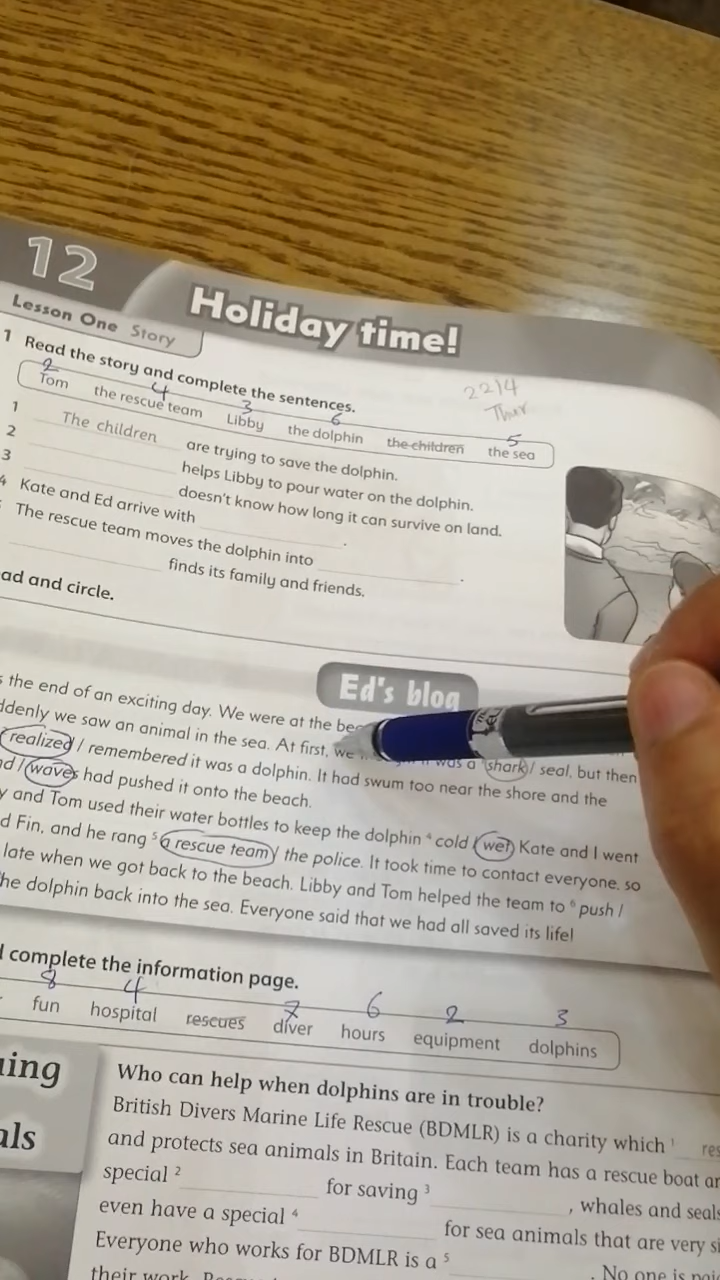 12
Holiday time!
Lesson One Story
1 Read the story and complete the sentences.
22/4
Thur
2 4 3 6 5
Tom the rescue team Libby the dolphin the children the sea
1 The children are trying to save the dolphin.
2 helps Libby to pour water on the dolphin.
3 doesn't know how long it can survive on land.
4 Kate and Ed arrive with .
The rescue team moves the dolphin into .
finds its family and friends.
ad and circle.
Ed's blog
the end of an exciting day. We were at the
ddenly we saw an animal in the sea. At first, we
was a shark / seal, but then
realized / remembered it was a dolphin. It had swum too near the shore and the
/ waves had pushed it onto the beach.
y and Tom used their water bottles to keep the dolphin 4 cold / wet Kate and I went
d Fin, and he rang 5 a rescue team / the police. It took time to contact everyone, so
late when we got back to the beach. Libby and Tom helped the team to 6 push /
he dolphin back into the sea. Everyone said that we had all saved its life!
complete the information page.
8 4 7 6 2 3
fun hospital rescues diver hours equipment dolphins
ing
als
Who can help when dolphins are in trouble?
British Divers Marine Life Rescue (BDMLR) is a charity which 1 res
and protects sea animals in Britain. Each team has a rescue boat
special 2 for saving 3 , whales and seals
even have a special 4 for sea animals that are very
Everyone who works for BDMLR is a 5 . No one is
their work.